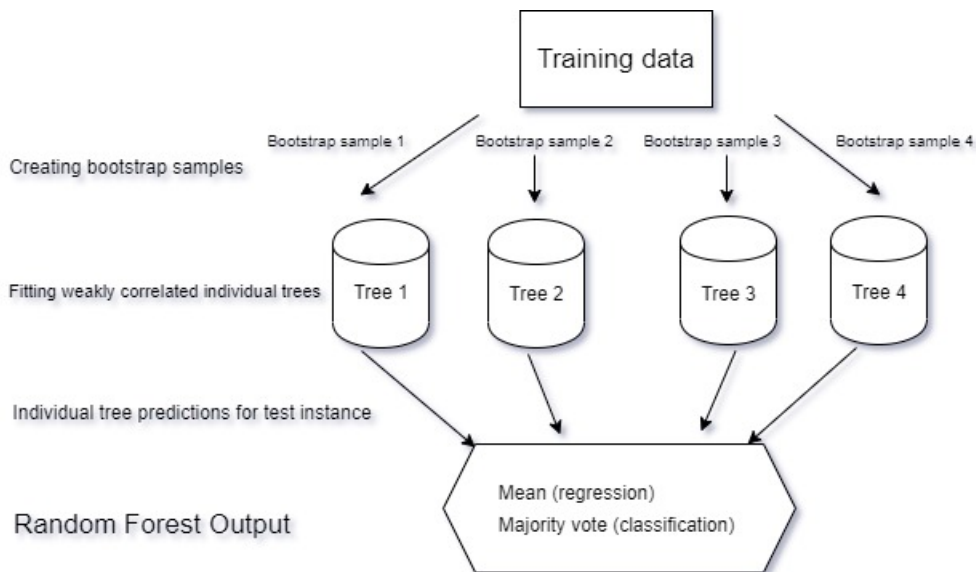 Training data
Bootstrap sample 1
Bootstrap sample 2
Bootstrap sample 3
Bootstrap sample 4
Creating bootstrap samples
Fitting weakly correlated individual trees
Tree 1
Tree 2
Tree 3
Tree 4
Individual tree predictions for test instance
Random Forest Output
Mean (regression)
Majority vote (classification)